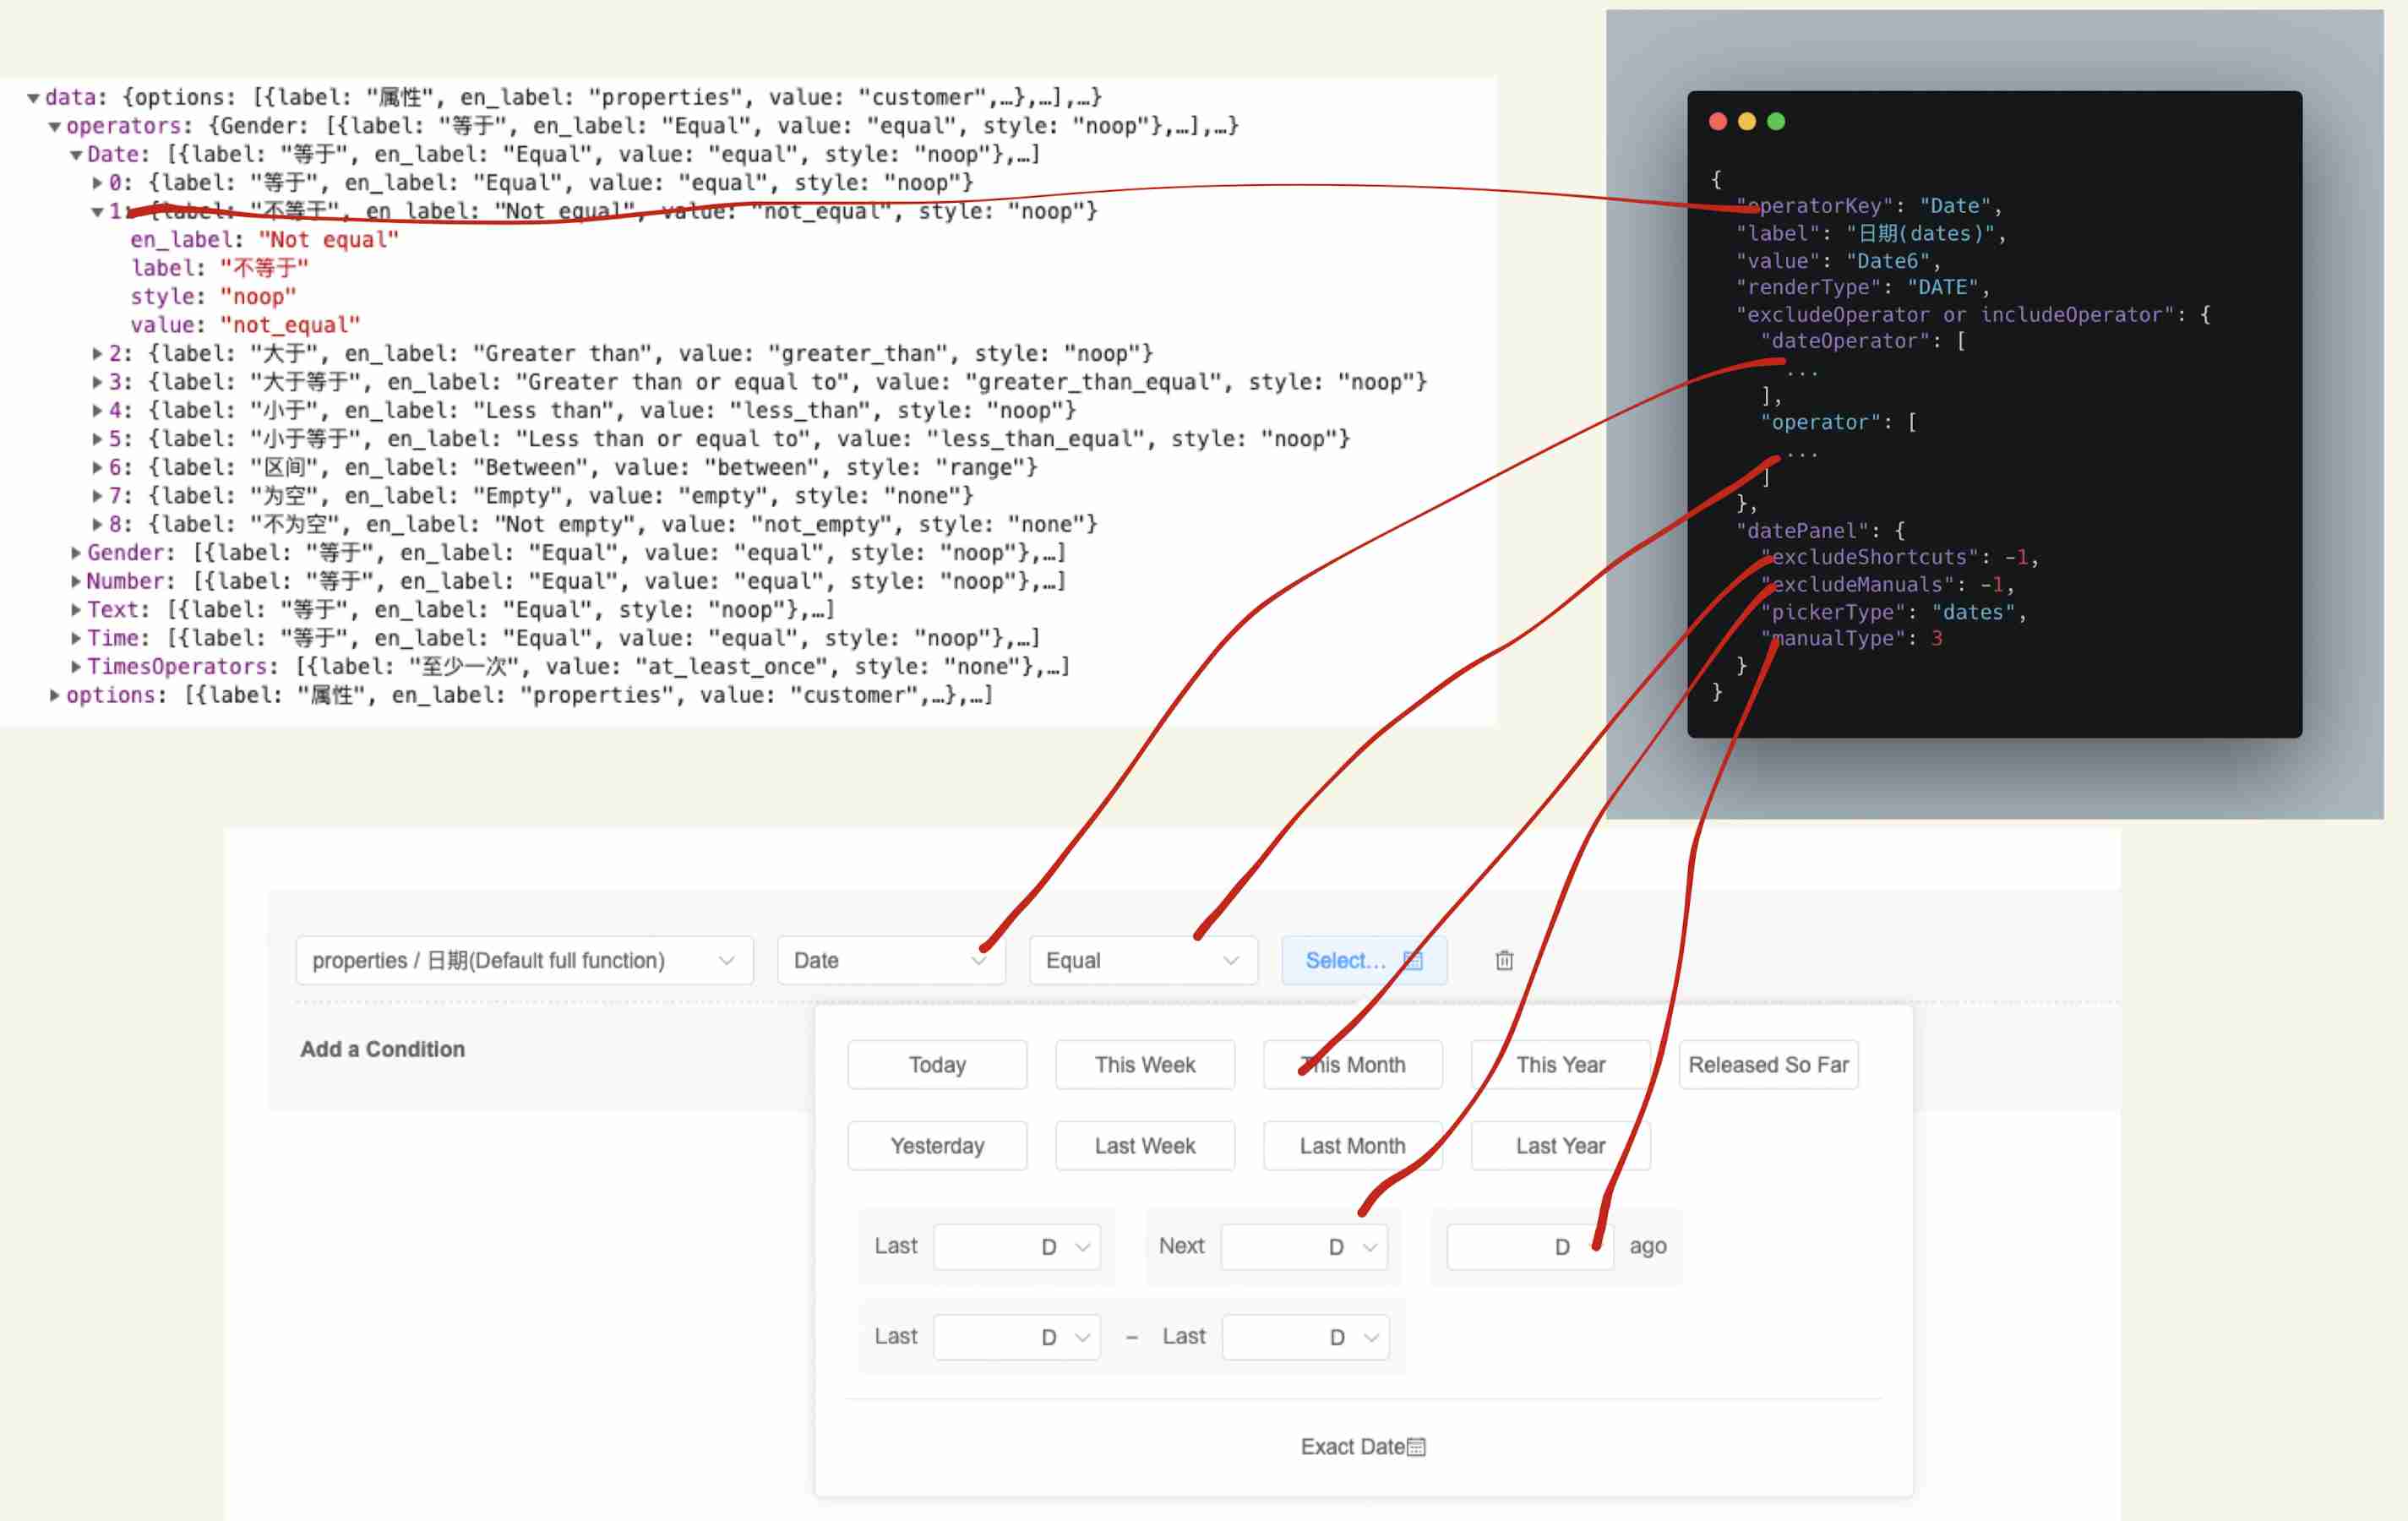 data: {options: [{label: "属性", en_label: "properties", value: "customer",…},…],…}
operators: {Gender: [{label: "等于", en_label: "Equal", value: "equal", style: "noop"},…],…}
Date: [{label: "等于", en_label: "Equal", value: "equal", style: "noop"},…]
0: {label: "等于", en_label: "Equal", value: "equal", style: "noop"}
1: {label: "不等于", en_label: "Not equal", value: "not_equal", style: "noop"}
en_label: "Not equal"
label: "不等于"
style: "noop"
value: "not_equal"
2: {label: "大于", en_label: "Greater than", value: "greater_than", style: "noop"}
3: {label: "大于等于", en_label: "Greater than or equal to", value: "greater_than_equal", style: "noop"}
4: {label: "小于", en_label: "Less than", value: "less_than", style: "noop"}
5: {label: "小于等于", en_label: "Less than or equal to", value: "less_than_equal", style: "noop"}
6: {label: "区间", en_label: "Between", value: "between", style: "range"}
7: {label: "为空", en_label: "Empty", value: "empty", style: "none"}
8: {label: "不为空", en_label: "Not empty", value: "not_empty", style: "none"}
Gender: [{label: "等于", en_label: "Equal", value: "equal", style: "noop"},…]
Number: [{label: "等于", en_label: "Equal", value: "equal", style: "noop"},…]
Text: [{label: "等于", en_label: "Equal", style: "noop"},…]
Time: [{label: "等于", en_label: "Equal", value: "equal", style: "noop"},…]
TimesOperators: [{label: "至少一次", value: "at_least_once", style: "none"},…]
options: [{label: "属性", en_label: "properties", value: "customer",…},…]
{
"operatorKey": "Date",
"label": "日期(dates)",
"value": "Date6",
"renderType": "DATE",
"excludeOperator or includeOperator": {
"dateOperator": [
...
],
"operator": [
...
]
},
"datePanel": {
"excludeShortcuts": -1,
"excludeManuals": -1,
"pickerType": "dates",
"manualType": 3
}
}
properties / 日期(Default full function)
Date
Equal
Select...
Add a Condition
Today
This Week
This Month
This Year
Released So Far
Yesterday
Last Week
Last Month
Last Year
Last D
Next D
D ago
Last D – Last D
Exact Date